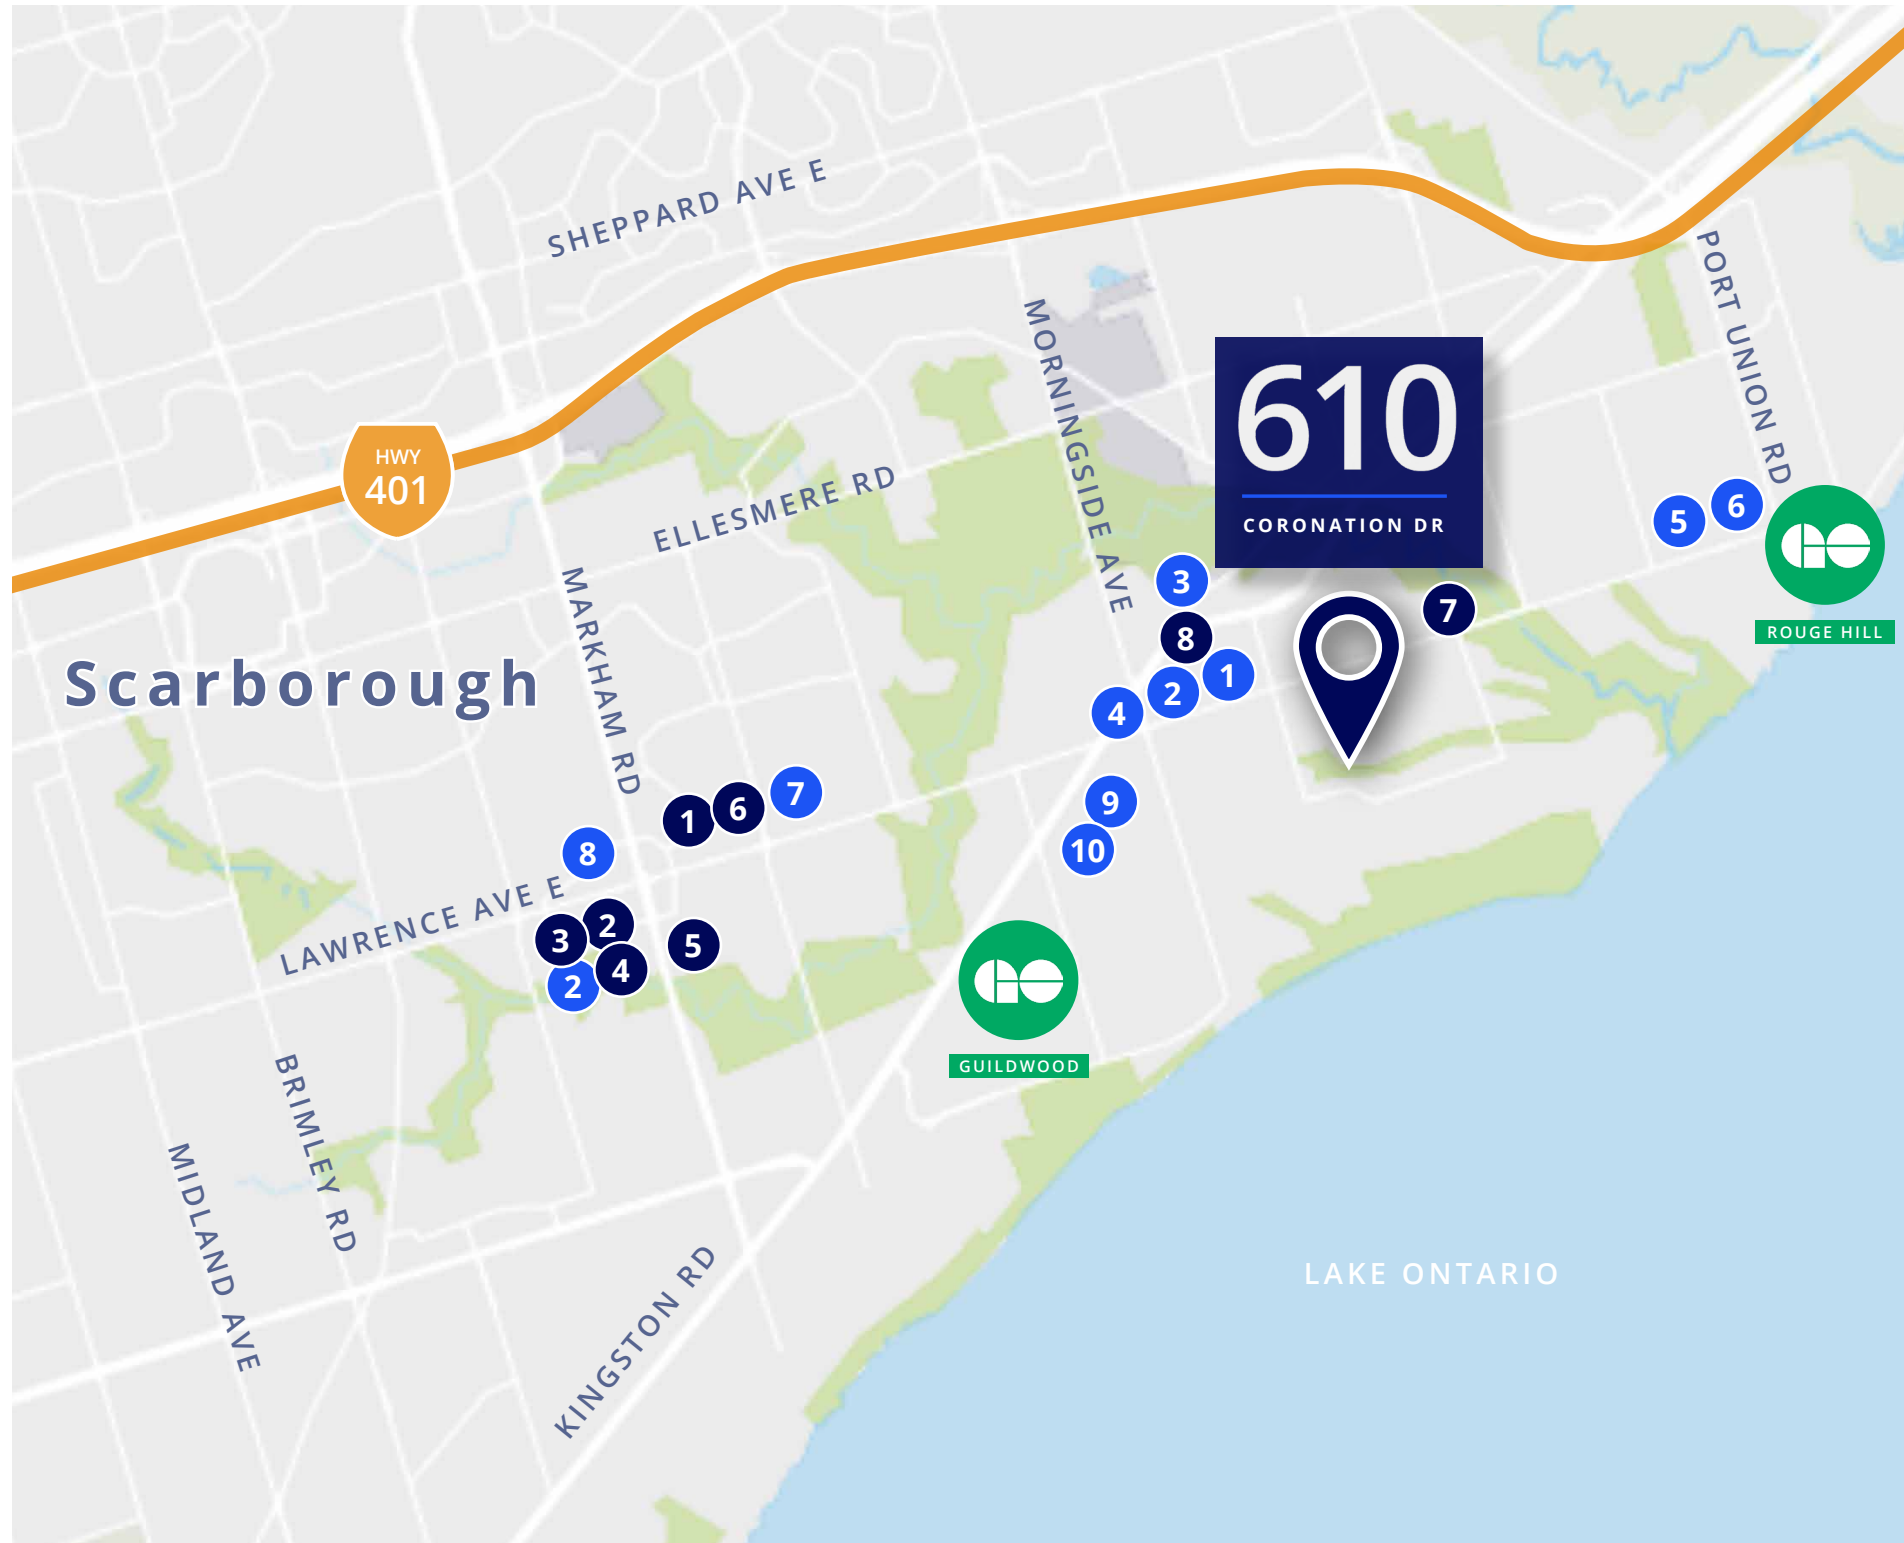 SHEPPARD AVE E
PORT UNION RD
MORNINGSIDE AVE
610
CORONATION DR
HWY
401
ELLESMERE RD
5
6
3
MARKHAM RD
7
8
ROUGE HILL
Scarborough
1
2
4
7
6
1
9
8
10
LAWRENCE AVE E
2
3
5
4
2
GUILDWOOD
BRIMLEY RD
MIDLAND AVE
LAKE ONTARIO
KINGSTON RD